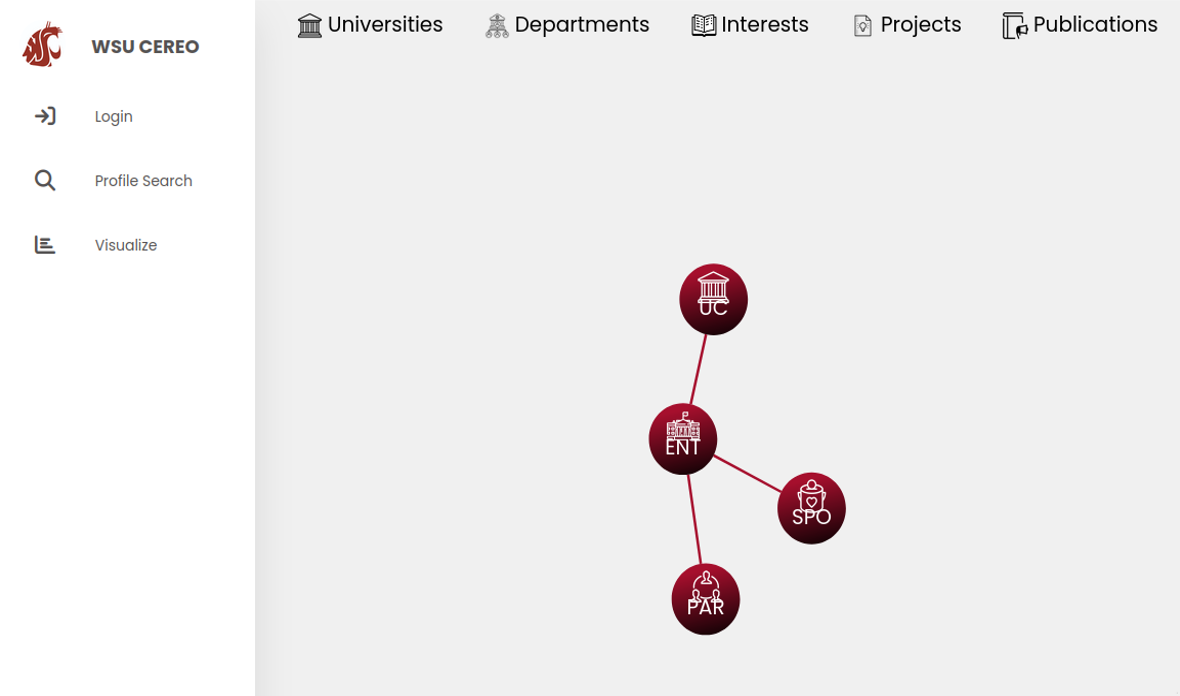 WSU CEREO
Login
Profile Search
Visualize
Universities Departments Interests Projects Publications
UC
ENT
SPO
PAR